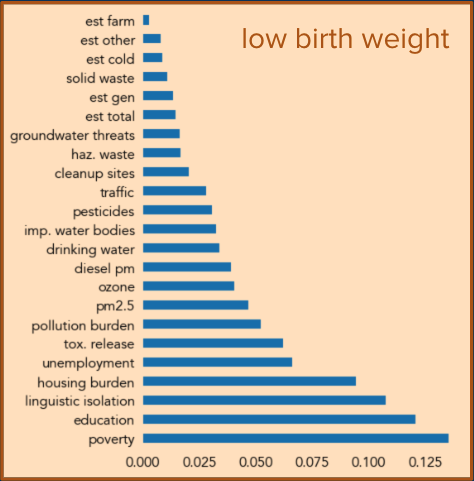 low birth weight
est farm
est other
est cold
solid waste
est gen
est total
groundwater threats
haz. waste
cleanup sites
traffic
pesticides
imp. water bodies
drinking water
diesel pm
ozone
pm2.5
pollution burden
tox. release
unemployment
housing burden
linguistic isolation
education
poverty
0.000 0.025 0.050 0.075 0.100 0.125